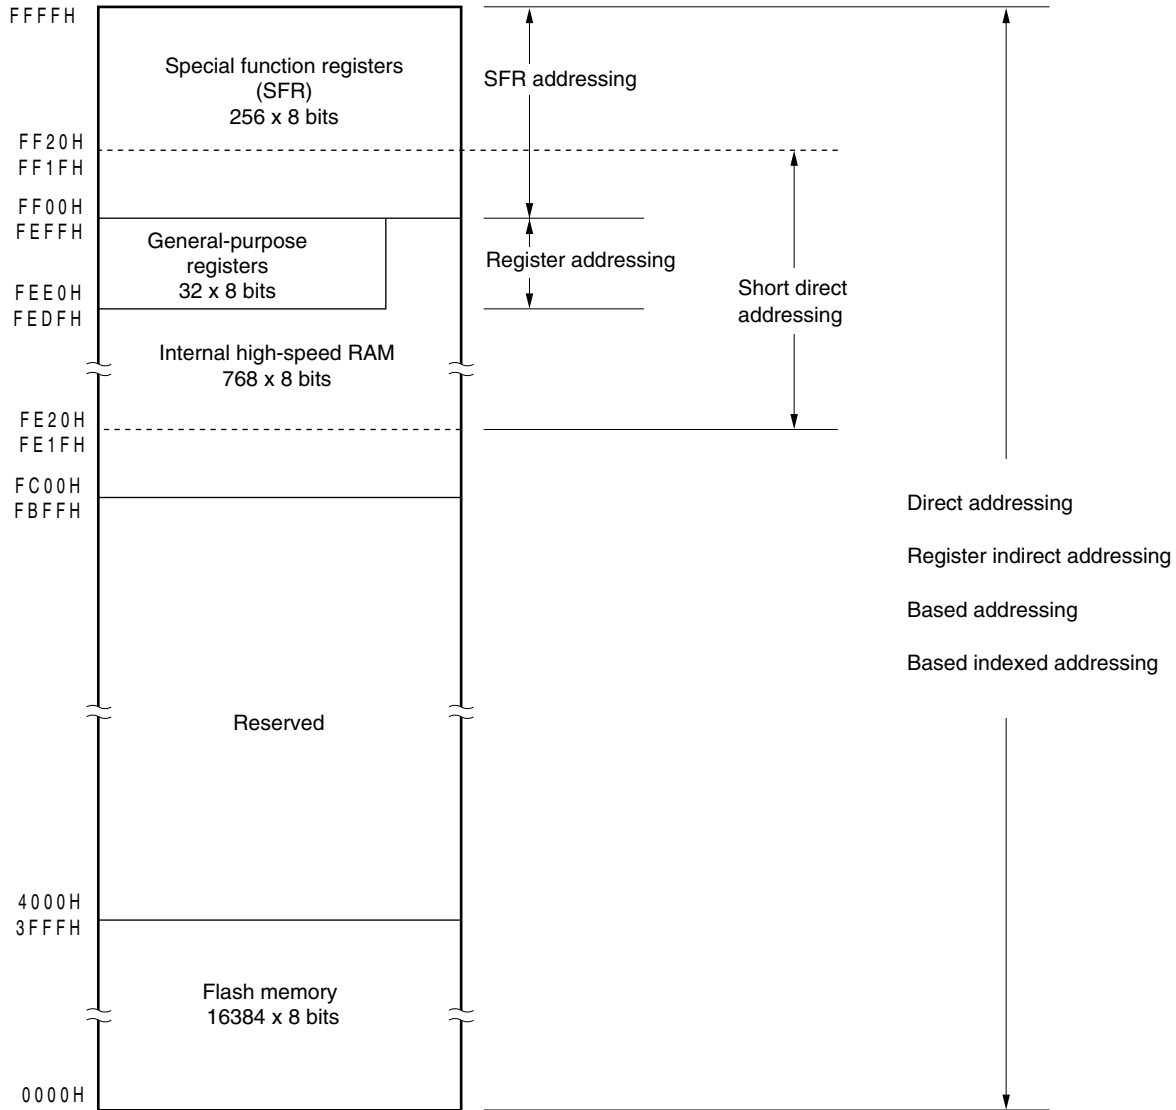 FFFFH
Special function registers
(SFR)
256 x 8 bits
SFR addressing
FF20H
FF1FH
FF00H
FEFFH
General-purpose
registers
32 x 8 bits
Register addressing
Short direct
addressing
FEE0H
FEDFH
Internal high-speed RAM
768 x 8 bits
FE20H
FE1FH
FC00H
FBFFH
Direct addressing
Register indirect addressing
Based addressing
Based indexed addressing
Reserved
4000H
3FFFH
Flash memory
16384 x 8 bits
0000H